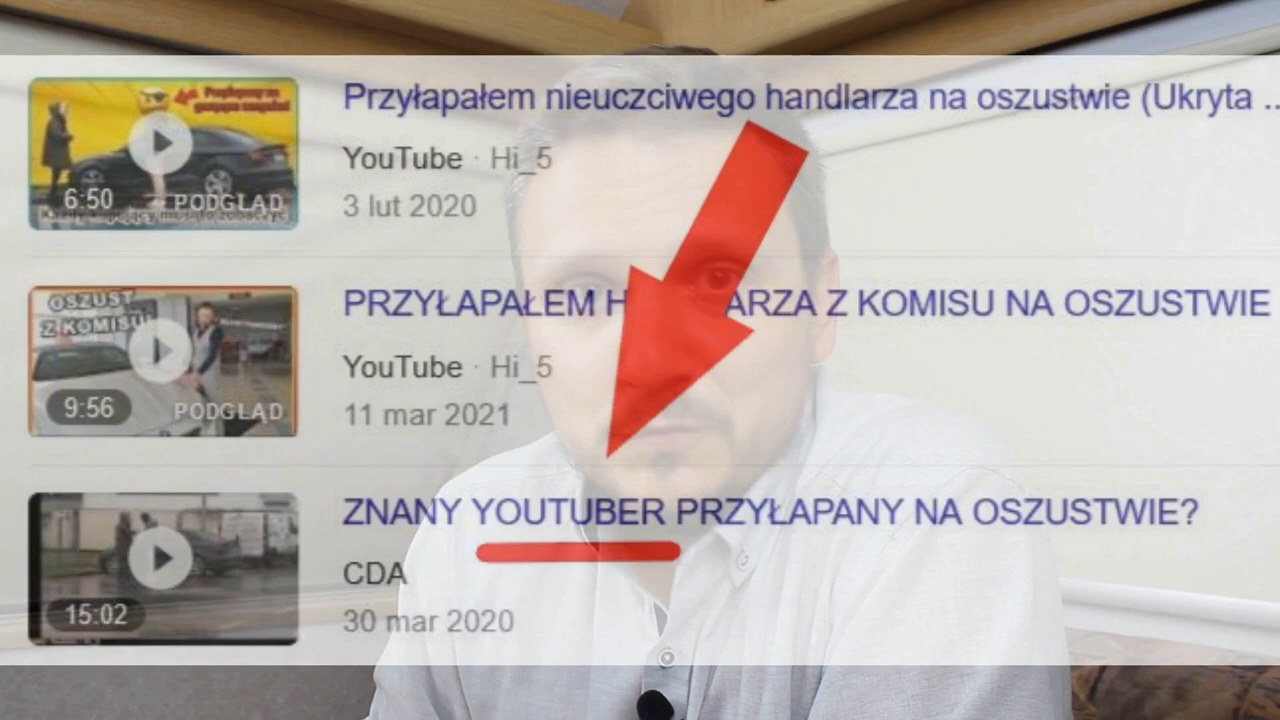 Przyłapałem nieuczciwego handlarza na oszustwie (Ukryta ...
YouTube · Hi_5
3 lut 2020
6:50
PODGLĄD
PRZYŁAPAŁEM H ARZA Z KOMISU NA OSZUSTWIE
OSZUST
Z KOMISU
YouTube · Hi_5
9:56
PODGLĄD
11 mar 2021
ZNANY YOUTUBER PRZYŁAPANY NA OSZUSTWIE?
CDA
15:02
30 mar 2020